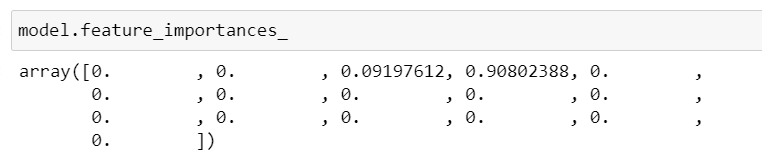 model.feature_importances_
array([0.        , 0.        , 0.09197612, 0.90802388, 0.        ,
       0.        , 0.        , 0.        , 0.        , 0.        ,
       0.        , 0.        , 0.        , 0.        , 0.        ,
       0.        ])